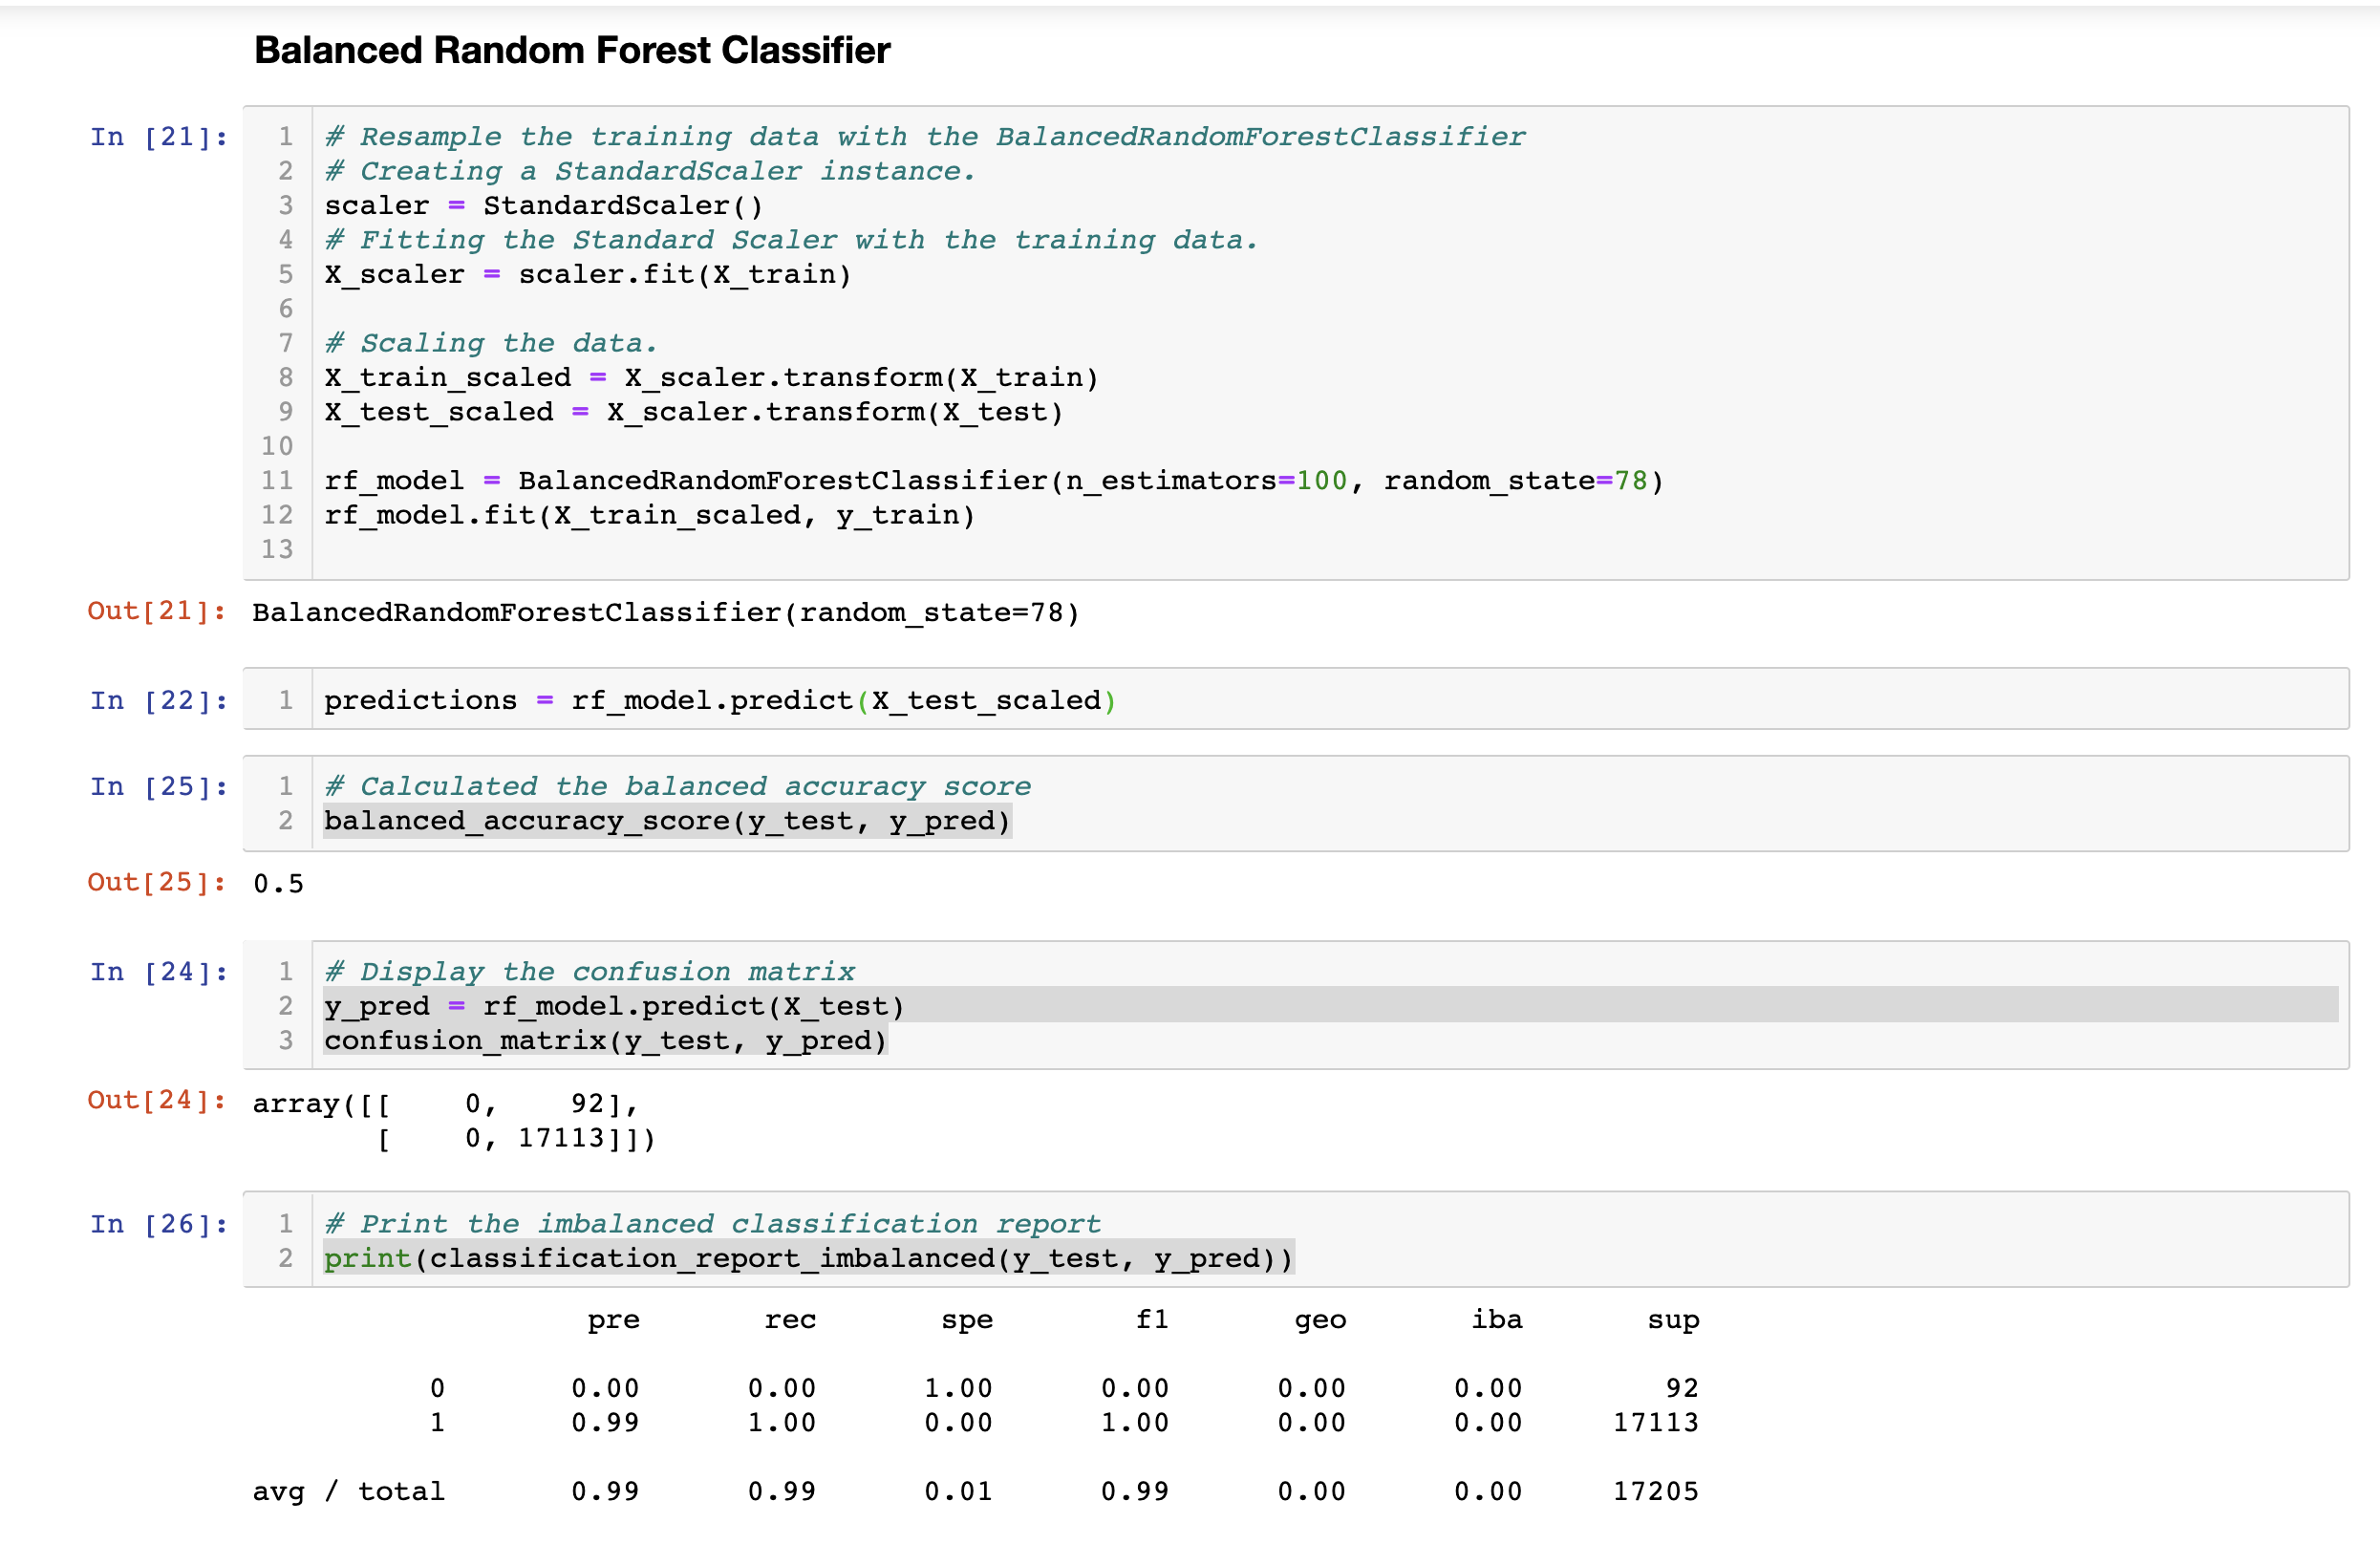 Balanced Random Forest Classifier
In [21]:
1 # Resample the training data with the BalancedRandomForestClassifier
2 # Creating a StandardScaler instance.
3 scaler = StandardScaler()
4 # Fitting the Standard Scaler with the training data.
5 X_scaler = scaler.fit(X_train)
6
7 # Scaling the data.
8 X_train_scaled = X_scaler.transform(X_train)
9 X_test_scaled = X_scaler.transform(X_test)
10
11 rf_model = BalancedRandomForestClassifier(n_estimators=100, random_state=78)
12 rf_model.fit(X_train_scaled, y_train)
13
Out[21]: BalancedRandomForestClassifier(random_state=78)
In [22]: 1 predictions = rf_model.predict(X_test_scaled)
In [25]: 1 # Calculated the balanced accuracy score
2 balanced_accuracy_score(y_test, y_pred)
Out[25]: 0.5
In [24]: 1 # Display the confusion matrix
2 y_pred = rf_model.predict(X_test)
3 confusion_matrix(y_test, y_pred)
Out[24]: array([[ 0, 92],
[ 0, 17113]])
In [26]: 1 # Print the imbalanced classification report
2 print(classification_report_imbalanced(y_test, y_pred))
pre rec spe f1 geo iba sup
0 0.00 0.00 1.00 0.00 0.00 0.00 92
1 0.99 1.00 0.00 1.00 0.00 0.00 17113
avg / total 0.99 0.99 0.01 0.99 0.00 0.00 17205